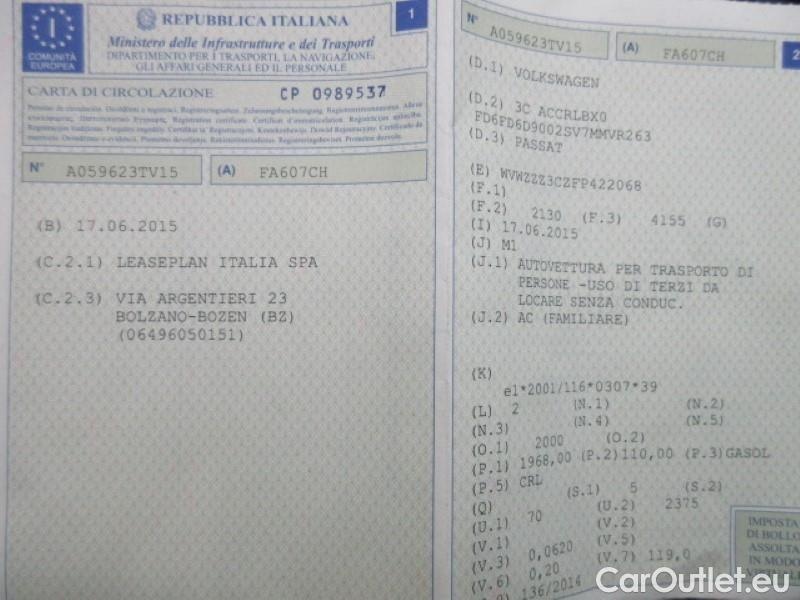 I
COMUNITÀ
EUROPEA
REPUBBLICA ITALIANA
1
Ministero delle Infrastrutture e dei Trasporti
DIPARTIMENTO PER I TRASPORTI, LA NAVIGAZIONE,
GLI AFFARI GENERALI ED IL PERSONALE
CARTA DI CIRCOLAZIONE CP 0989537
N° A059623TV15 (A) FA607CH
(B) 17.06.2015
(C.2.1) LEASEPLAN ITALIA SPA
(C.2.3) VIA ARGENTIERI 23
BOLZANO-BOZEN (BZ)
(06496050151)
N° A059623TV15 (A) FA607CH
2
(D.1) VOLKSWAGEN
(D.2) 3C ACCRLBX0
FD6FD6D9002SV7MMVR263
(D.3) PASSAT
(E) WVWZZZ3CZFP422068
(F.1)
(F.2) 2130 (F.3) 4155 (G)
(I) 17.06.2015
(J) M1
(J.1) AUTOVETTURA PER TRASPORTO DI
PERSONE -USO DI TERZI DA
LOCARE SENZA CONDUC.
(J.2) AC (FAMILIARE)
(K)
e1*2001/116*0307*39
(L) 2 (N.1) (N.2)
(N.3) (N.4) (N.5)
(O.1) 2000 (O.2)
(P.1) 1968,00 (P.2)110,00 (P.3)GASOL
(P.5) CRL
(S.1) 5 (S.2)
(Q) (U.2) 2375
(U.1) 70 (V.2)
(V.1) (V.5)
(V.3) 0,0620 (V.7) 119,0
(V.6) 0,20
136/2014
IMPOSTA
DI BOLLO
ASSOLTA
IN MODO
CarOutlet.eu